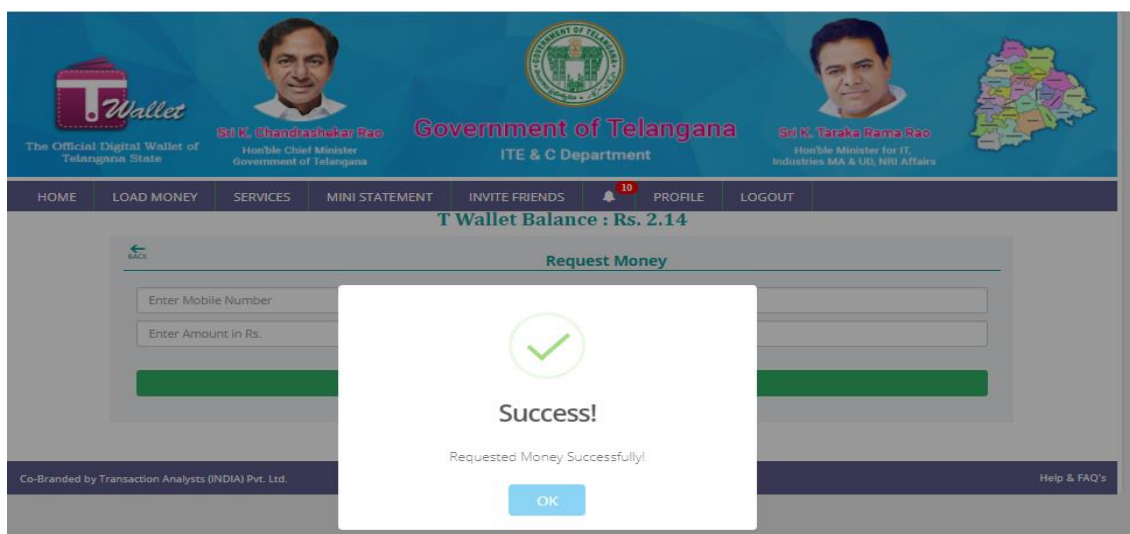 T Wallet
The Official Digital Wallet of
Telangana State
Sri K. Chandrashekar Rao
Hon'ble Chief Minister
Government of Telangana
Government of Telangana
ITE & C Department
Sri K. Taraka Rama Rao
Hon'ble Minister for IT,
Industries MA & UD, NRI Affairs
HOME LOAD MONEY SERVICES MINI STATEMENT INVITE FRIENDS 10 PROFILE LOGOUT
T Wallet Balance : Rs. 2.14
BACK
Request Money
Enter Mobile Number
Enter Amount in Rs.
Success!
Requested Money Successfully!
OK
Co-Branded by Transaction Analysts (INDIA) Pvt. Ltd.
Help & FAQ's